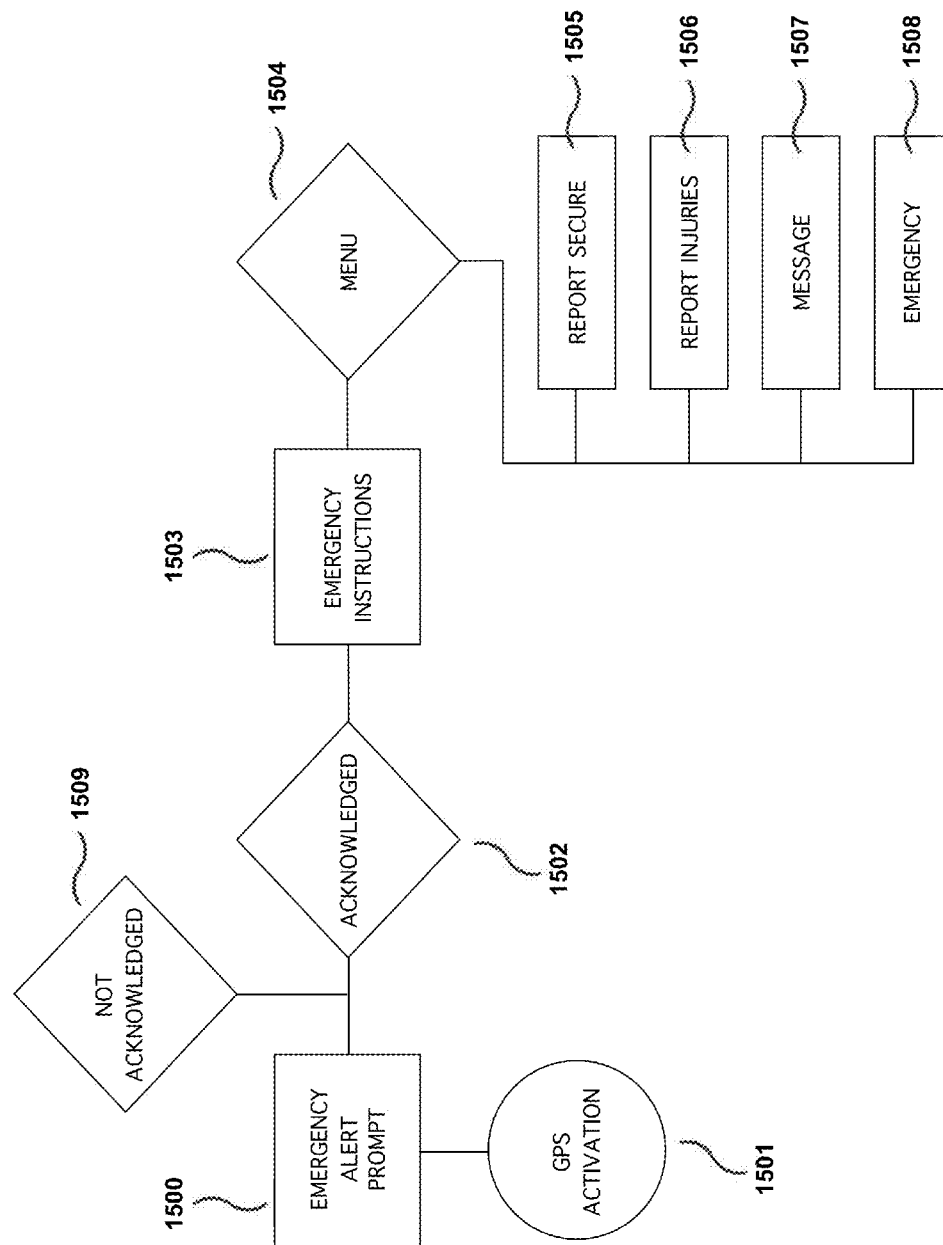 1500
EMERGENCY
ALERT
PROMPT
GPS
ACTIVATION
1501
NOT
ACKNOWLEDGED
1509
ACKNOWLEDGED
1502
1503
EMERGENCY
INSTRUCTIONS
MENU
1504
REPORT SECURE
1505
REPORT INJURIES
1506
MESSAGE
1507
EMERGENCY
1508